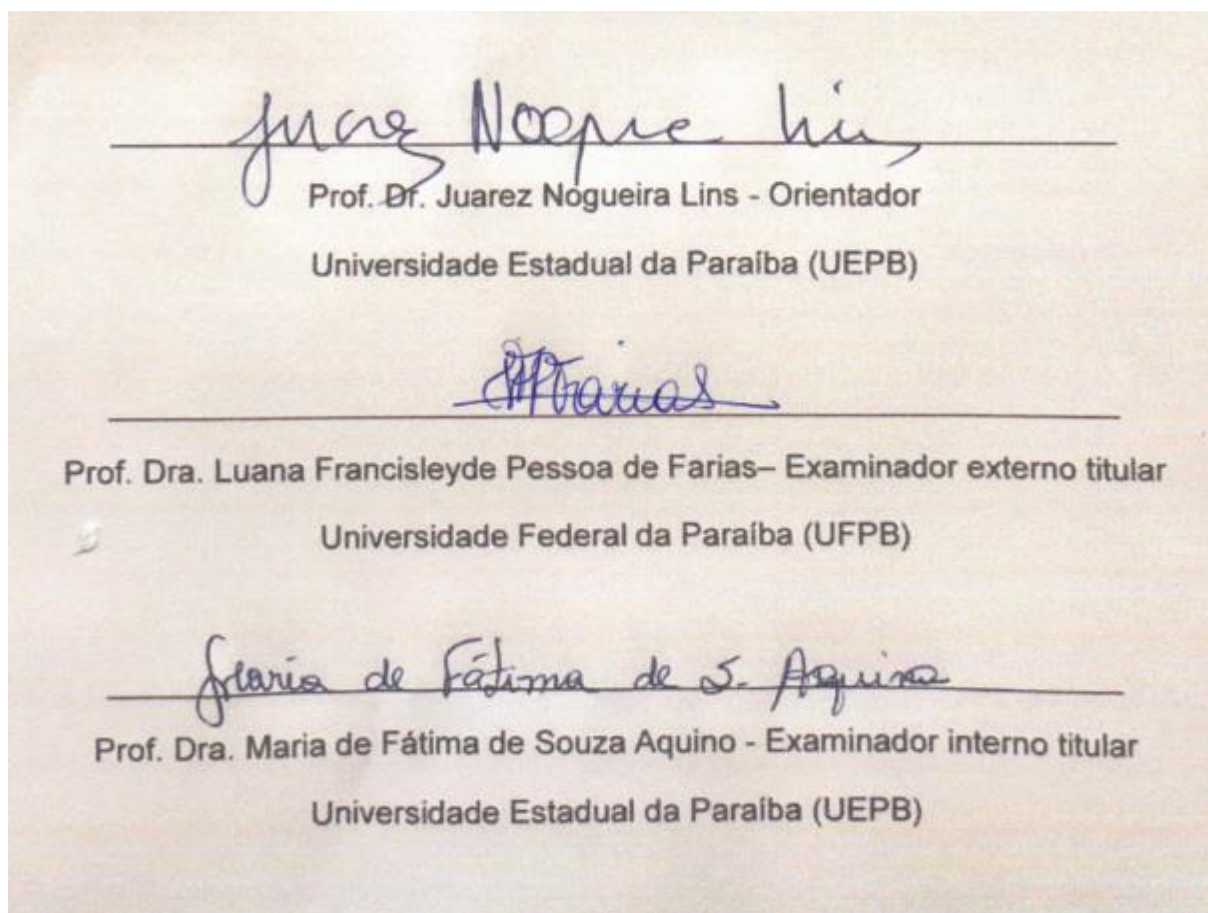 Juarez Nogueira Lins
Prof. Dr. Juarez Nogueira Lins - Orientador
Universidade Estadual da Paraíba (UEPB)
Farias
Prof. Dra. Luana Francisleyde Pessoa de Farias– Examinador externo titular
Universidade Federal da Paraíba (UFPB)
Maria de Fátima de S. Aquino
Prof. Dra. Maria de Fátima de Souza Aquino - Examinador interno titular
Universidade Estadual da Paraíba (UEPB)